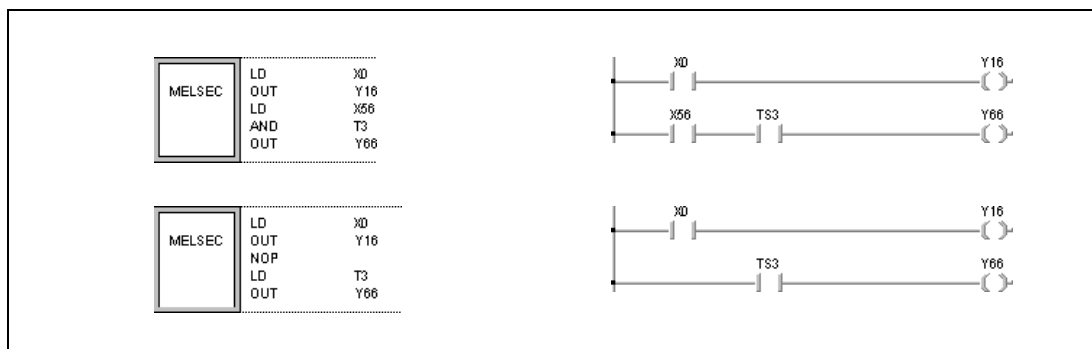 MELSEC
LD X0
OUT Y16
LD X56
AND T3
OUT Y66
X0 Y16
X56 TS3 Y66
MELSEC
LD X0
OUT Y16
NOP
LD T3
OUT Y66
X0 Y16
TS3 Y66